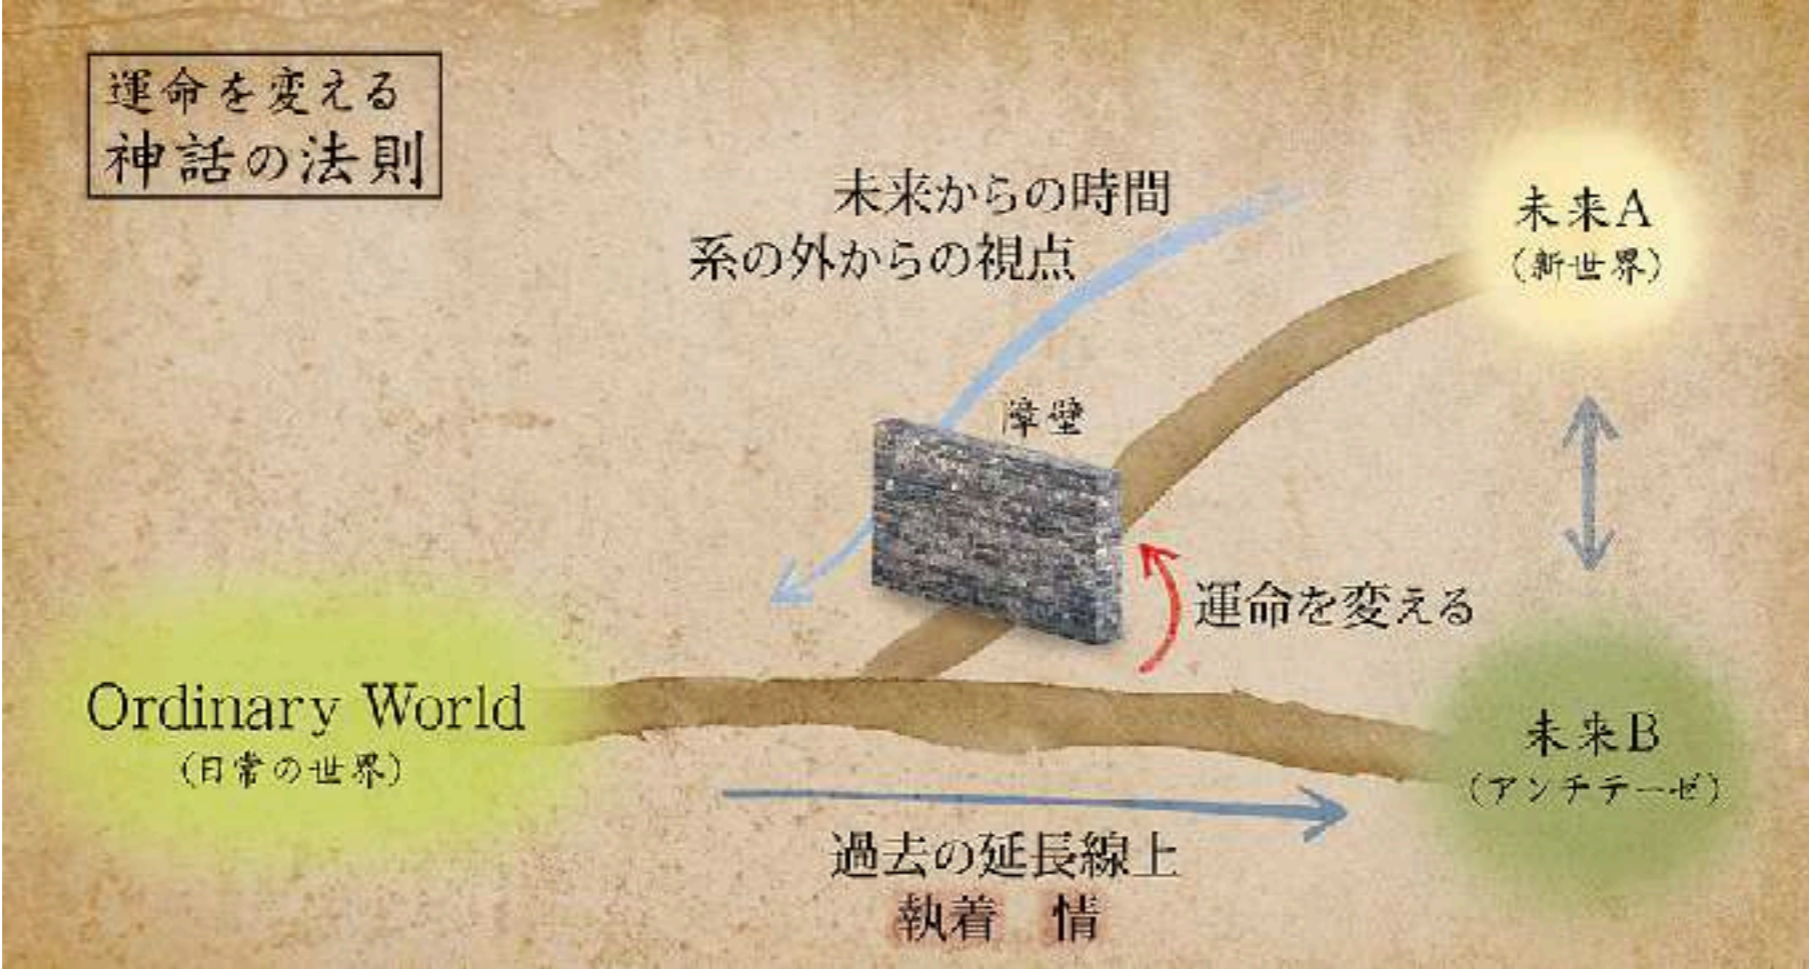 運命を変える
神話の法則
未来からの時間
系の外からの視点
未来A
（新世界）
障壁
運命を変える
Ordinary World
（日常の世界）
未来B
（アンチテーゼ）
過去の延長線上
執着　情